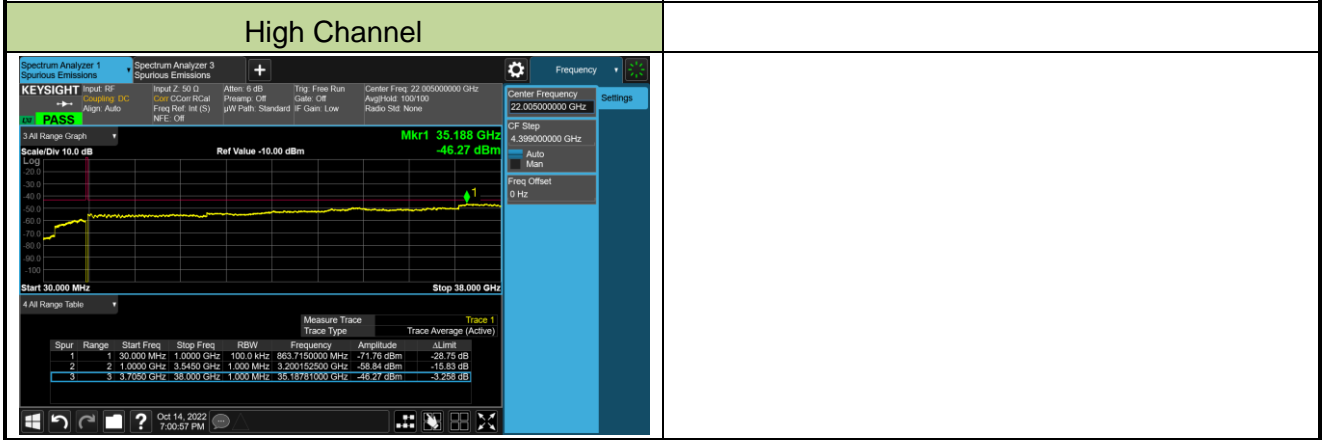 High Channel
Spectrum Analyzer 1
Spurious Emissions
Spectrum Analyzer 3
Spurious Emissions
Frequency
KEYSIGHT
Input: RF
Coupling: DC
Align: Auto
Input Z: 50 Ω
Corr CCorr RCal
Freq Ref: Int (S)
NFE: Off
Atten: 6 dB
Preamp: Off
µW Path: Standard
Trig: Free Run
Gate: Off
IF Gain: Low
Center Freq: 22.005000000 GHz
Avg|Hold: 100/100
Radio Std: None
PASS
Center Frequency
22.005000000 GHz
Settings
CF Step
4.399000000 GHz
Auto
Man
Freq Offset
0 Hz
3 All Range Graph
Mkr1 35.188 GHz
Scale/Div 10.0 dB
Ref Value -10.00 dBm
-46.27 dBm
Log
-20.0
-30.0
-40.0
-50.0
-60.0
-70.0
-80.0
-90.0
-100
1
Start 30.000 MHz
Stop 38.000 GHz
4 All Range Table
Measure Trace Trace 1
Trace Type Trace Average (Active)
Spur Range Start Freq Stop Freq RBW Frequency Amplitude ΔLimit
1 1 30.000 MHz 1.0000 GHz 100.0 kHz 863.7150000 MHz -71.76 dBm -28.75 dB
2 2 1.0000 GHz 3.5450 GHz 1.000 MHz 3.200152500 GHz -58.84 dBm -15.83 dB
3 3 3.7050 GHz 38.000 GHz 1.000 MHz 35.18781000 GHz -46.27 dBm -3.258 dB
?
Oct 14, 2022
7:00:57 PM